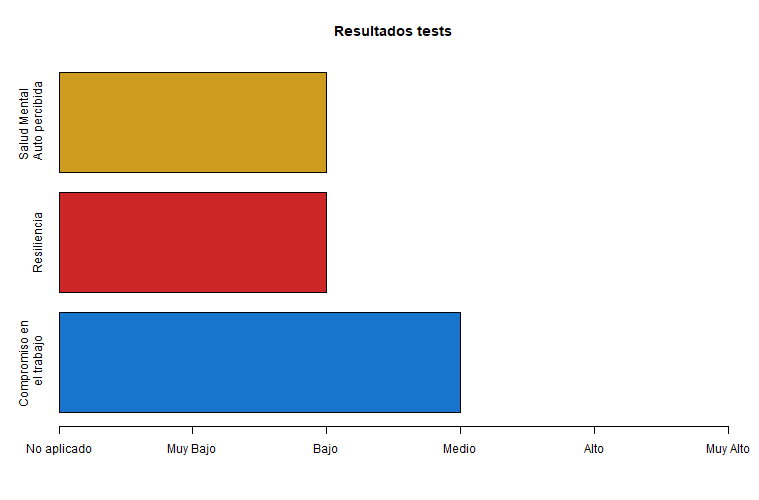 Resultados tests
Salud Mental
Auto percibida
Resiliencia
Compromiso en
el trabajo
No aplicado
Muy Bajo
Bajo
Medio
Alto
Muy Alto